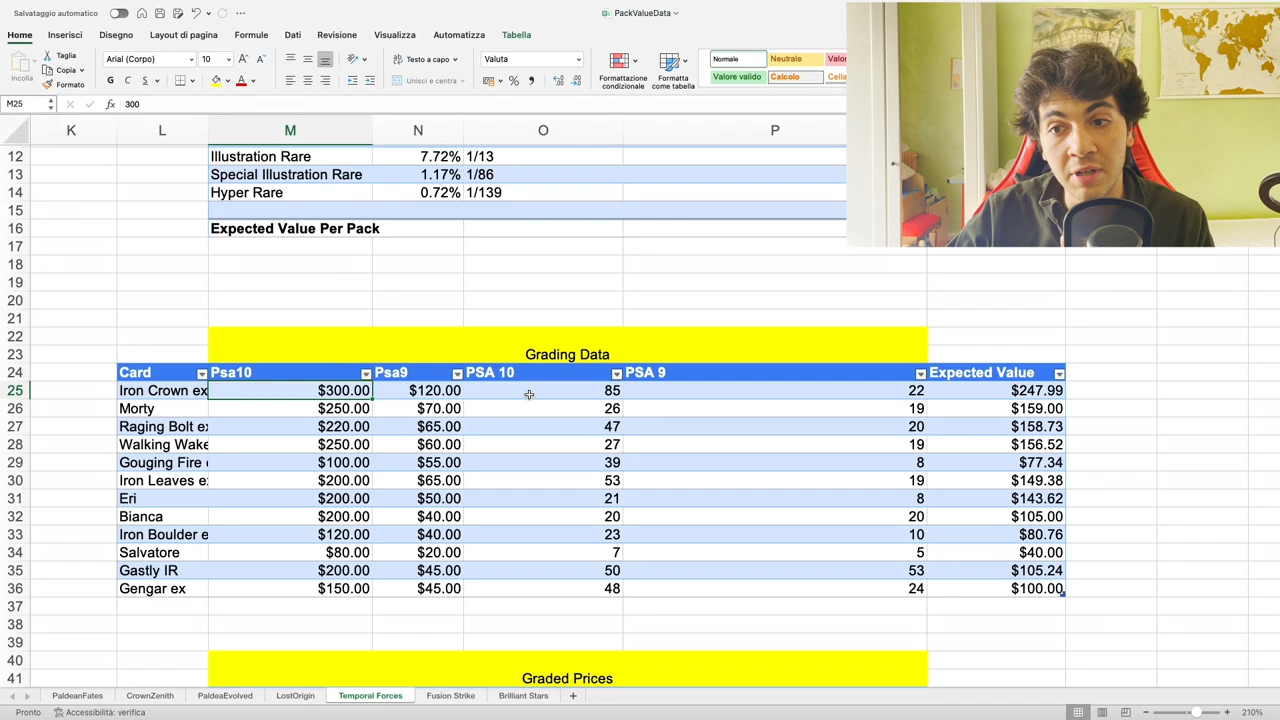 Salvataggio automatico PackValueData
Home Inserisci Disegno Layout di pagina Formule Dati Revisione Visualizza Automatizza Tabella
Incolla Taglia Copia Formato
Arial (Corpo) 10 Testo a capo Unisci e centra Valuta
G C
Formattazione condizionale Formatta come tabella
Normale Neutrale
Valore valido Calcolo
M25 fx 300
K L M N O P
12 Illustration Rare 7.72% 1/13
13 Special Illustration Rare 1.17% 1/86
14 Hyper Rare 0.72% 1/139
15
16 Expected Value Per Pack
17
18
19
20
21
22
23 Grading Data
24 Card Psa10 Psa9 PSA 10 PSA 9 Expected Value
25 Iron Crown ex $300.00 $120.00 85 22 $247.99
26 Morty $250.00 $70.00 26 19 $159.00
27 Raging Bolt ex $220.00 $65.00 47 20 $158.73
28 Walking Wake $250.00 $60.00 27 19 $156.52
29 Gouging Fire $100.00 $55.00 39 8 $77.34
30 Iron Leaves ex $200.00 $65.00 53 19 $149.38
31 Eri $200.00 $50.00 21 8 $143.62
32 Bianca $200.00 $40.00 20 20 $105.00
33 Iron Boulder e $120.00 $40.00 23 10 $80.76
34 Salvatore $80.00 $20.00 7 5 $40.00
35 Gastly IR $200.00 $45.00 50 53 $105.24
36 Gengar ex $150.00 $45.00 48 24 $100.00
37
38
39
40
41 Graded Prices
PaldeanFates CrownZenith PaldeaEvolved LostOrigin Temporal Forces Fusion Strike Brilliant Stars
Pronto Accessibilità: verifica 210%